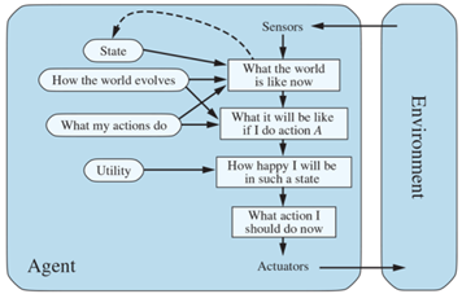 Sensors
State
What the world
is like now
How the world evolves
What it will be like
if I do action A
What my actions do
How happy I will be
in such a state
Utility
What action I
should do now
Agent
Actuators
Environment